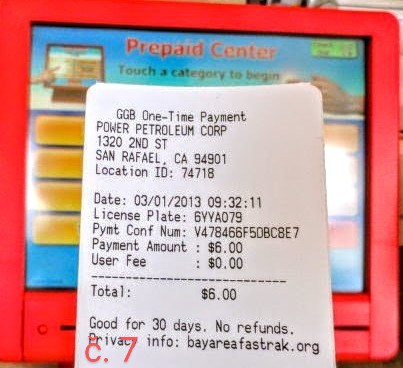 Prepaid Center
Touch a category to begin
GGB One-Time Payment
POWER PETROLEUM CORP
1320 2ND ST
SAN RAFAEL, CA 94901
Location ID: 74718
Date: 03/01/2013 09:32:11
License Plate: 6YYA079
Pymt Conf Num: V478466F5DBC8E7
Payment Amount : $6.00
User Fee : $0.00
--------------------------------
Total: $6.00
Good for 30 days. No refunds.
Privac info: bayareafastrak.org
č. 7